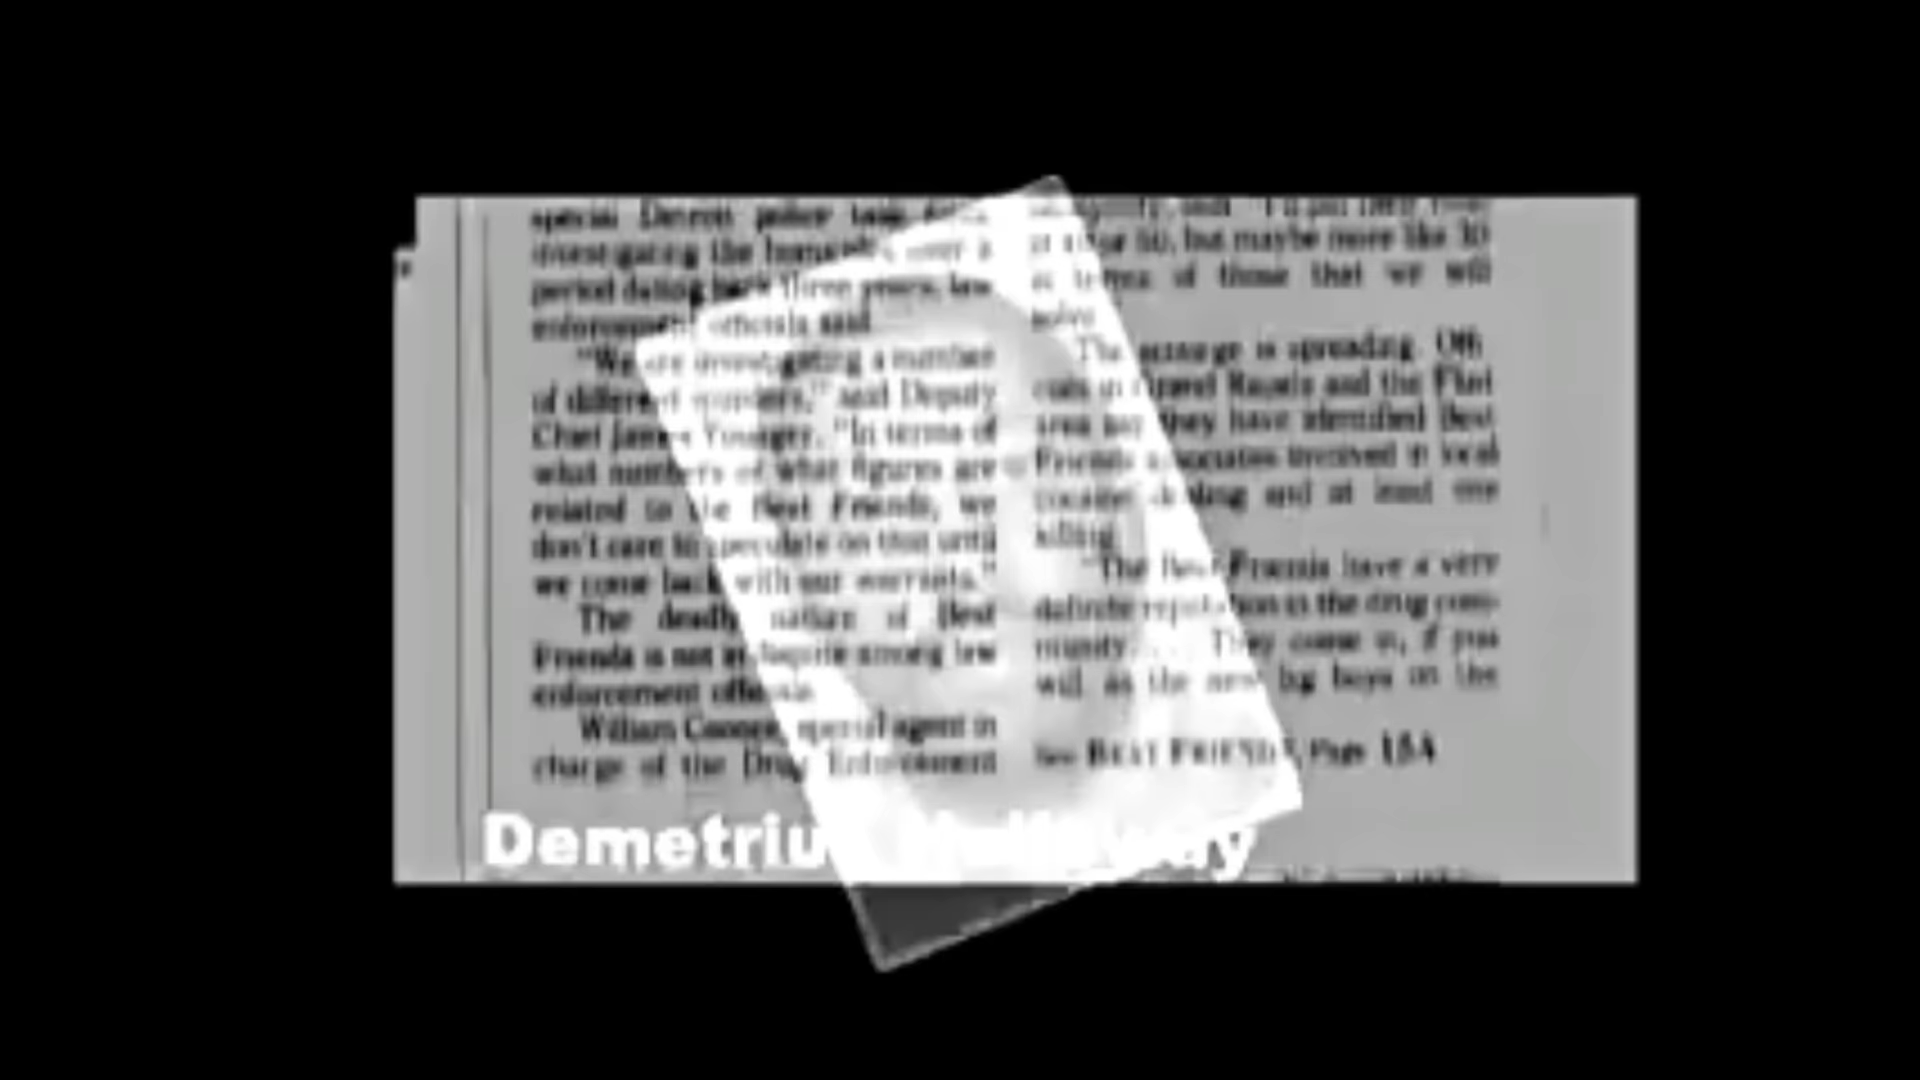 special Detroit police task force
investigating the homicides over a
period dating back three years, law
enforcement officials said.
"We are investigating a number
of different murders," said Deputy
Chief James Younger. "In terms of
what numbers or what figures are
related to the Best Friends, we
don't care to speculate on that until
we come back with our warrants."
The deadly nature of Best
Friends is not in dispute among law
enforcement officials.
William Coonce, special agent in
charge of the Drug Enforcement
or 50, but maybe more like 30
in terms of those that we will
solve."
The scourge is spreading. Offi-
cials in Grand Rapids and the Flint
area say they have identified Best
Friends associates involved in local
cocaine dealing and at least one
killing.
"The Best Friends have a very
definite reputation in the drug com-
munity. . . . They come in, if you
will, as the new big boys on the
See BEST FRIENDS, Page 15A
Demetrius Holloway